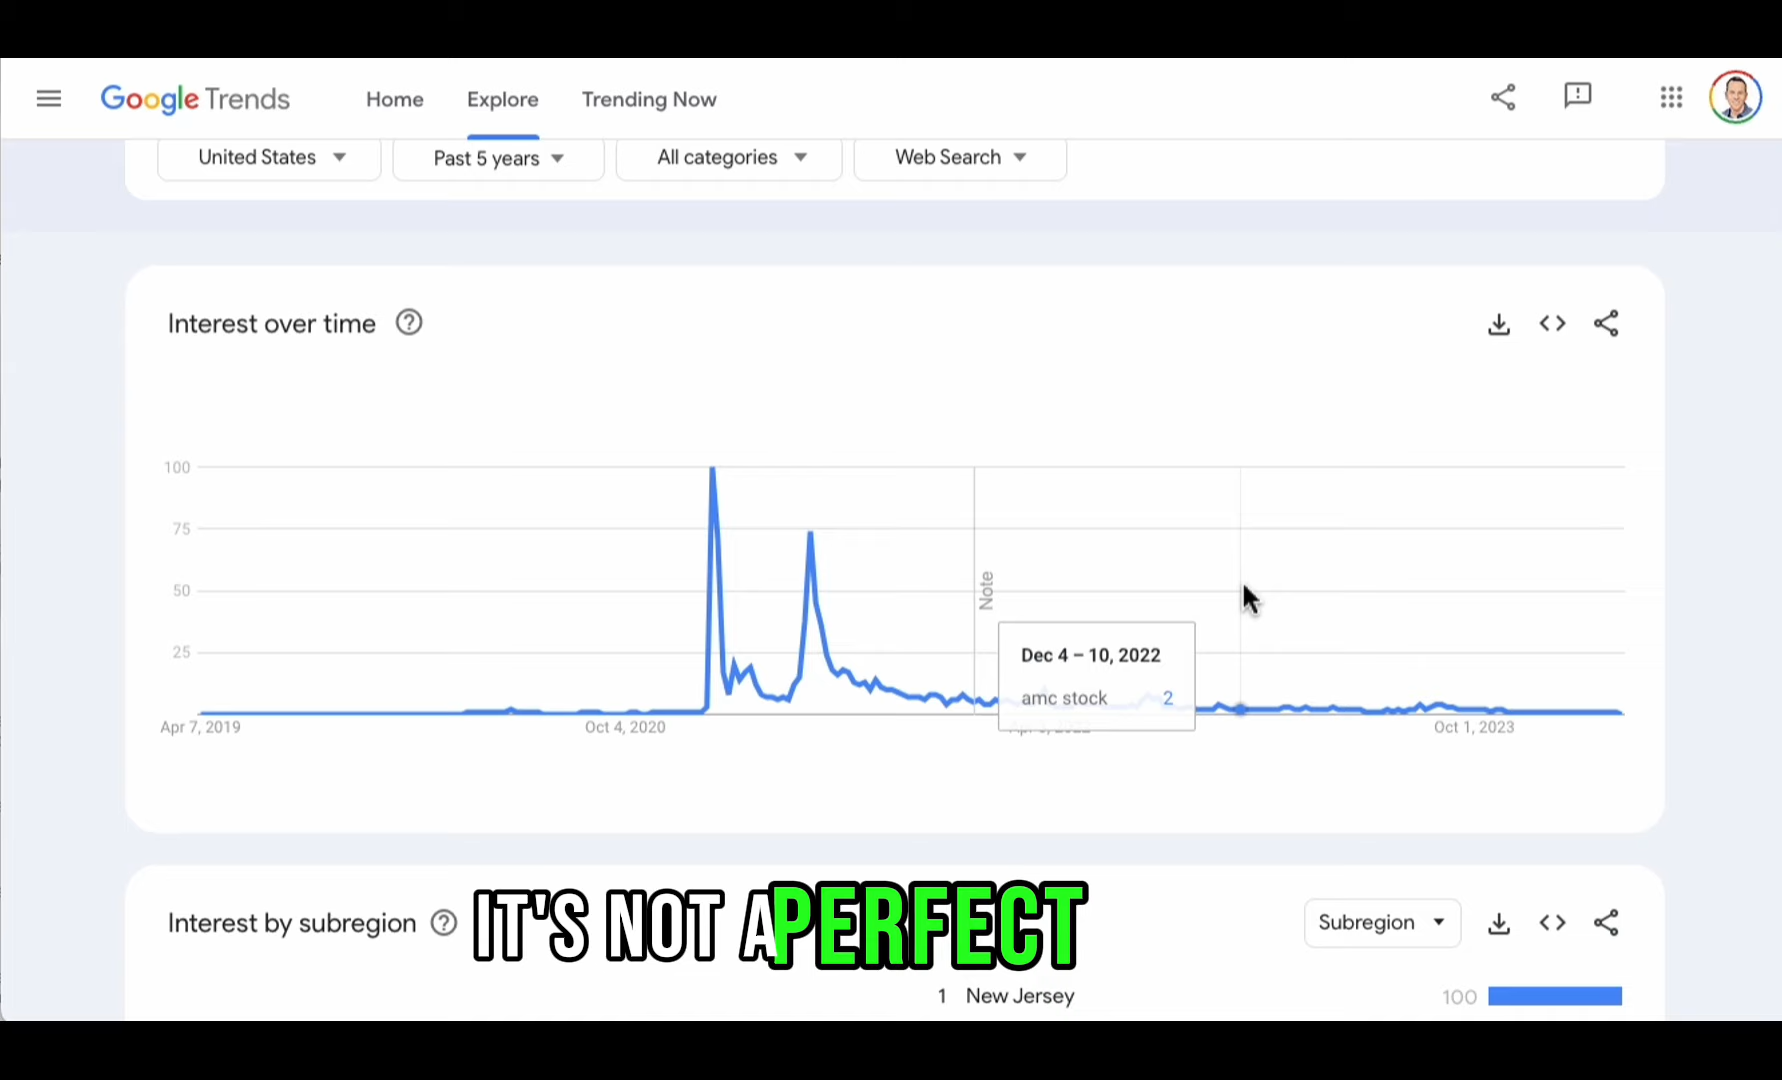 Google Trends
Home
Explore
Trending Now
United States
Past 5 years
All categories
Web Search
Interest over time
100
75
50
25
Note
Dec 4 – 10, 2022
amc stock 2
Apr 7, 2019
Oct 4, 2020
Oct 1, 2023
Interest by subregion
IT'S NOT A PERFECT
Subregion
1 New Jersey
100